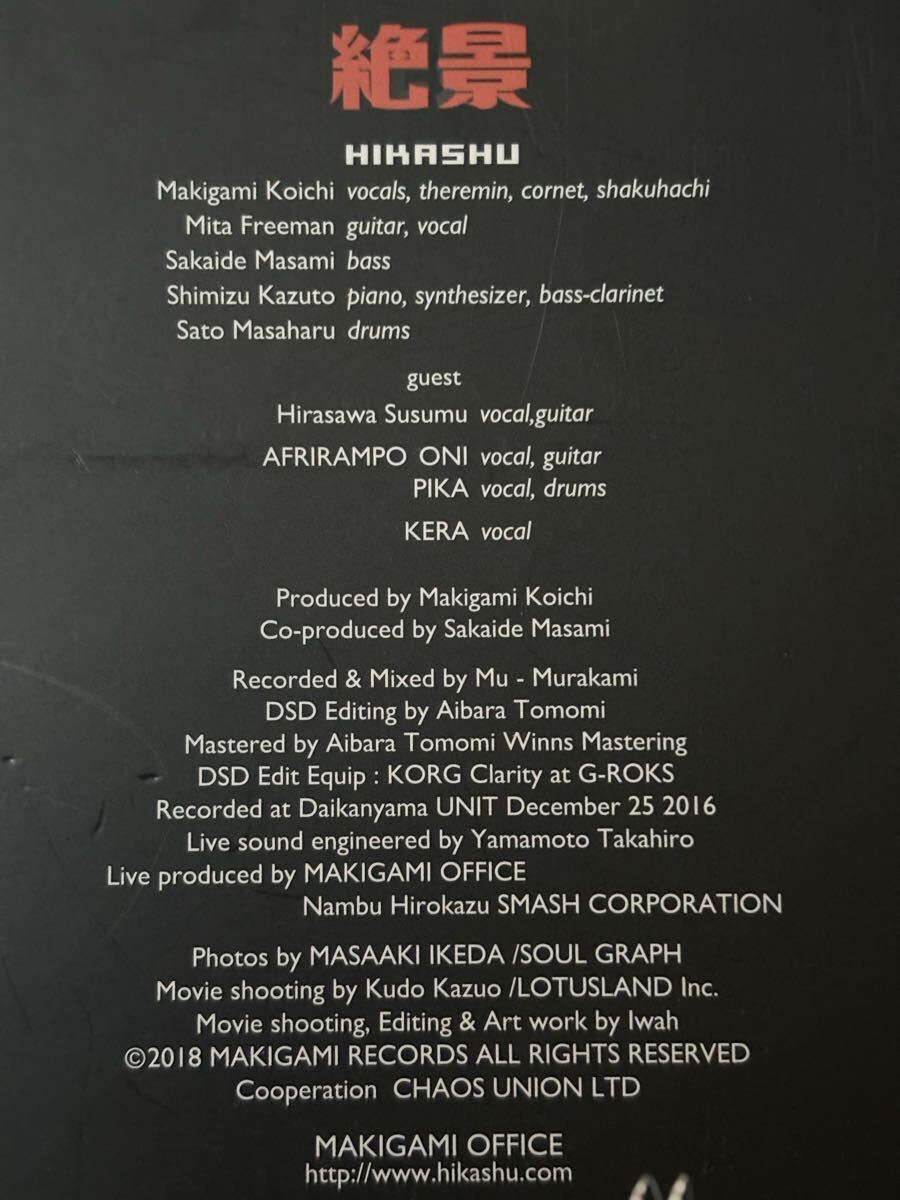 絶景
HIKASHU
Makigami Koichi vocals, theremin, cornet, shakuhachi
Mita Freeman guitar, vocal
Sakaide Masami bass
Shimizu Kazuto piano, synthesizer, bass-clarinet
Sato Masaharu drums
guest
Hirasawa Susumu vocal,guitar
AFRIRAMPO ONI vocal, guitar
PIKA vocal, drums
KERA vocal
Produced by Makigami Koichi
Co-produced by Sakaide Masami
Recorded & Mixed by Mu - Murakami
DSD Editing by Aibara Tomomi
Mastered by Aibara Tomomi Winns Mastering
DSD Edit Equip : KORG Clarity at G-ROKS
Recorded at Daikanyama UNIT December 25 2016
Live sound engineered by Yamamoto Takahiro
Live produced by MAKIGAMI OFFICE
Nambu Hirokazu SMASH CORPORATION
Photos by MASAAKI IKEDA /SOUL GRAPH
Movie shooting by Kudo Kazuo /LOTUSLAND Inc.
Movie shooting, Editing & Art work by Iwah
©2018 MAKIGAMI RECORDS ALL RIGHTS RESERVED
Cooperation CHAOS UNION LTD
MAKIGAMI OFFICE
http://www.hikashu.com